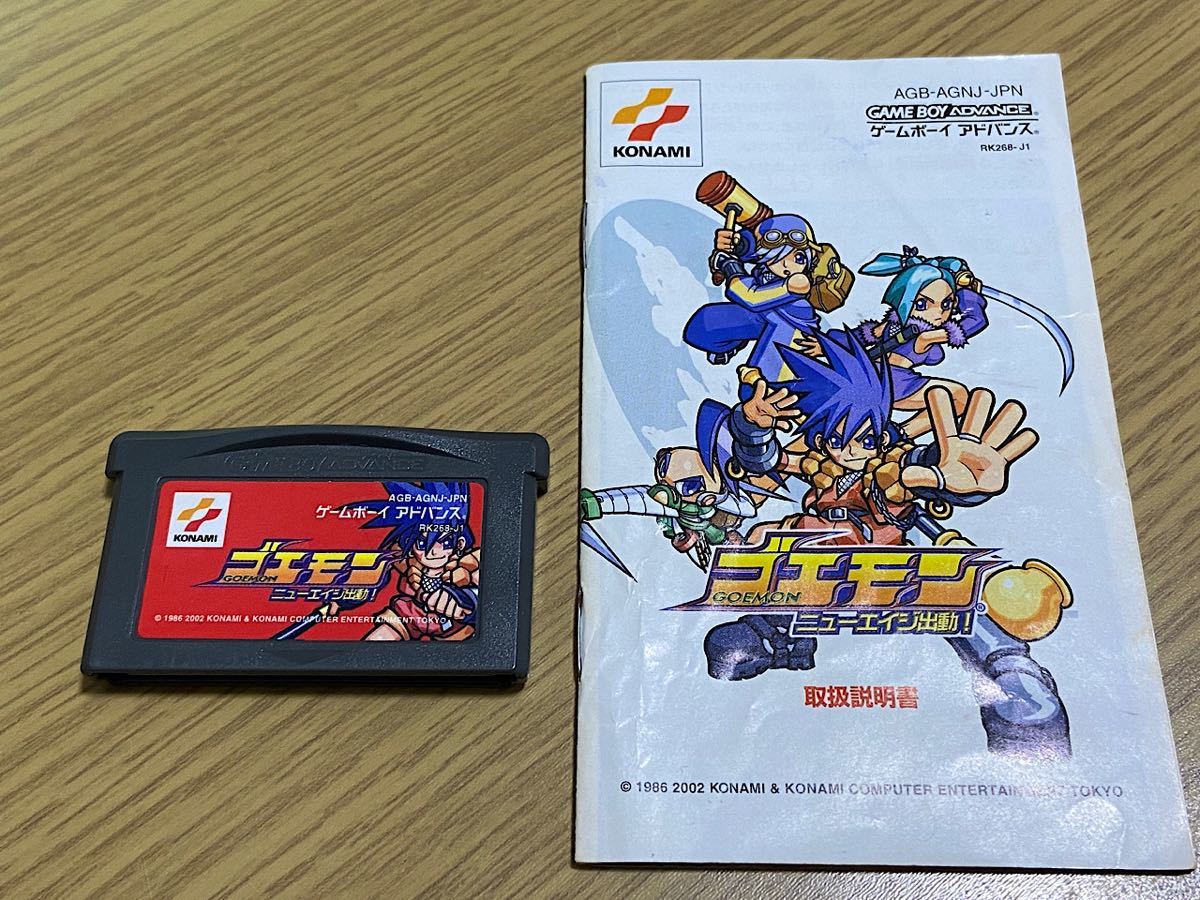 GAME BOY ADVANCE
KONAMI
AGB-AGNJ-JPN
ゲームボーイ アドバンス®
RK268-J1
ゴエモン
GOEMON
ニューエイジ出動!
© 1986 2002 KONAMI & KONAMI COMPUTER ENTERTAINMENT TOKYO
KONAMI
AGB-AGNJ-JPN
GAME BOY ADVANCE®
ゲームボーイ アドバンス®
RK268-J1
ゴエモン
GOEMON
ニューエイジ出動!
取扱説明書
© 1986 2002 KONAMI & KONAMI COMPUTER ENTERTAINMENT TOKYO